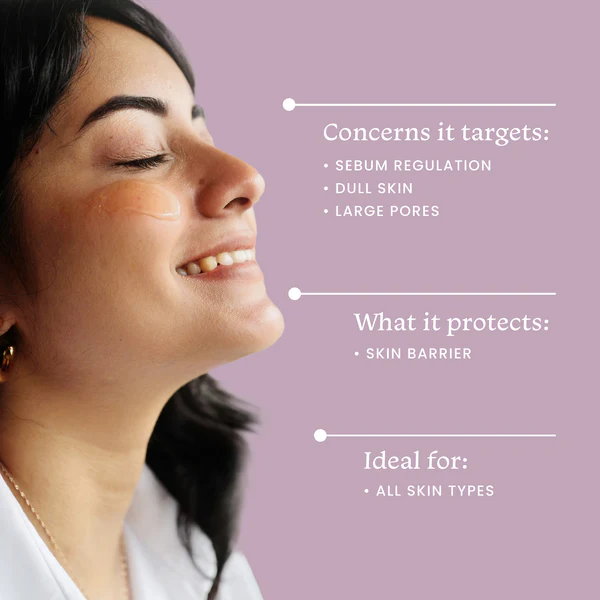 Concerns it targets:
• SEBUM REGULATION
• DULL SKIN
• LARGE PORES
What it protects:
• SKIN BARRIER
Ideal for:
• ALL SKIN TYPES